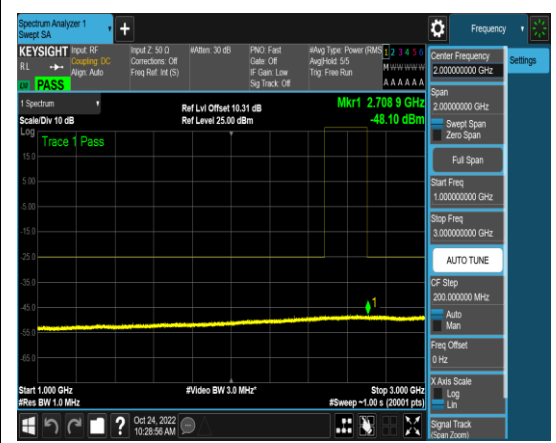 Spectrum Analyzer 1
Swept SA
+
Frequency
KEYSIGHT
Input: RF
Input Z: 50 Ω
#Atten: 30 dB
PNO: Fast
#Avg Type: Power (RMS
1 2 3 4 5 6
RL
Coupling: DC
Corrections: Off
Gate: Off
Avg|Hold: 5/5
M W W W W W
Align: Auto
Freq Ref: Int (S)
IF Gain: Low
Trig: Free Run
Sig Track: Off
A A A A A A
PASS
Center Frequency
2.000000000 GHz
Settings
Span
2.00000000 GHz
Swept Span
Zero Span
Full Span
Start Freq
1.000000000 GHz
Stop Freq
3.000000000 GHz
AUTO TUNE
CF Step
200.000000 MHz
Auto
Man
Freq Offset
0 Hz
X Axis Scale
Log
Lin
Signal Track
(Span Zoom)
1 Spectrum
Ref Lvl Offset 10.31 dB
Mkr1 2.708 9 GHz
Scale/Div 10 dB
Ref Level 25.00 dBm
-48.10 dBm
Log
Trace 1 Pass
15.0
5.00
-5.00
-15.0
-25.0
-35.0
-45.0
1
-55.0
-65.0
Start 1.000 GHz
#Video BW 3.0 MHz*
Stop 3.000 GHz
#Res BW 1.0 MHz
#Sweep ~1.00 s (20001 pts)
?
Oct 24, 2022
10:28:56 AM